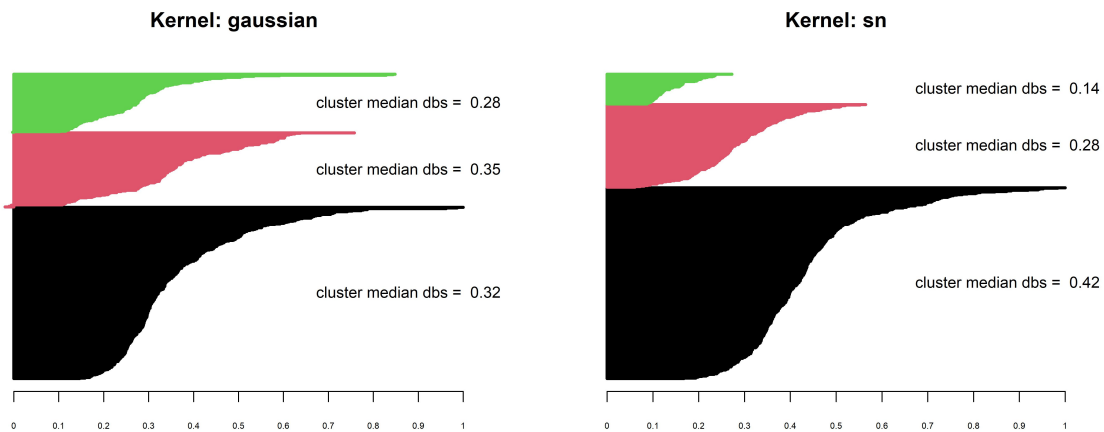 Kernel: gaussian
cluster median dbs = 0.28
cluster median dbs = 0.35
cluster median dbs = 0.32
0 0.1 0.2 0.3 0.4 0.5 0.6 0.7 0.8 0.9 1
Kernel: sn
cluster median dbs = 0.14
cluster median dbs = 0.28
cluster median dbs = 0.42
0 0.1 0.2 0.3 0.4 0.5 0.6 0.7 0.8 0.9 1